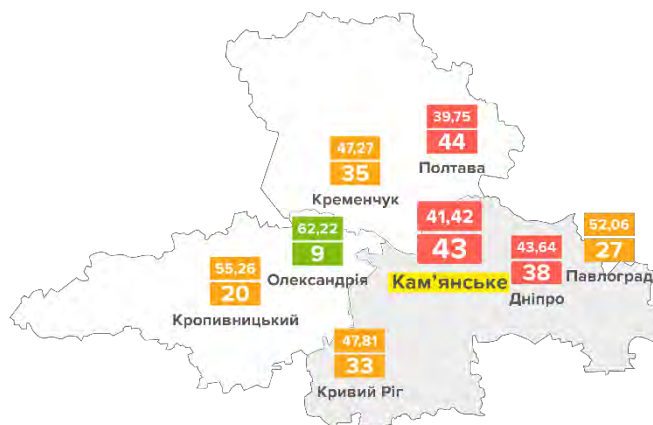 39,75
44
Полтава
47,27
35
Кременчук
41,42
43
Кам'янське
52,06
27
Павлоград
43,64
38
Дніпро
62,22
9
Олександрія
55,26
20
Кропивницький
47,81
33
Кривий Ріг